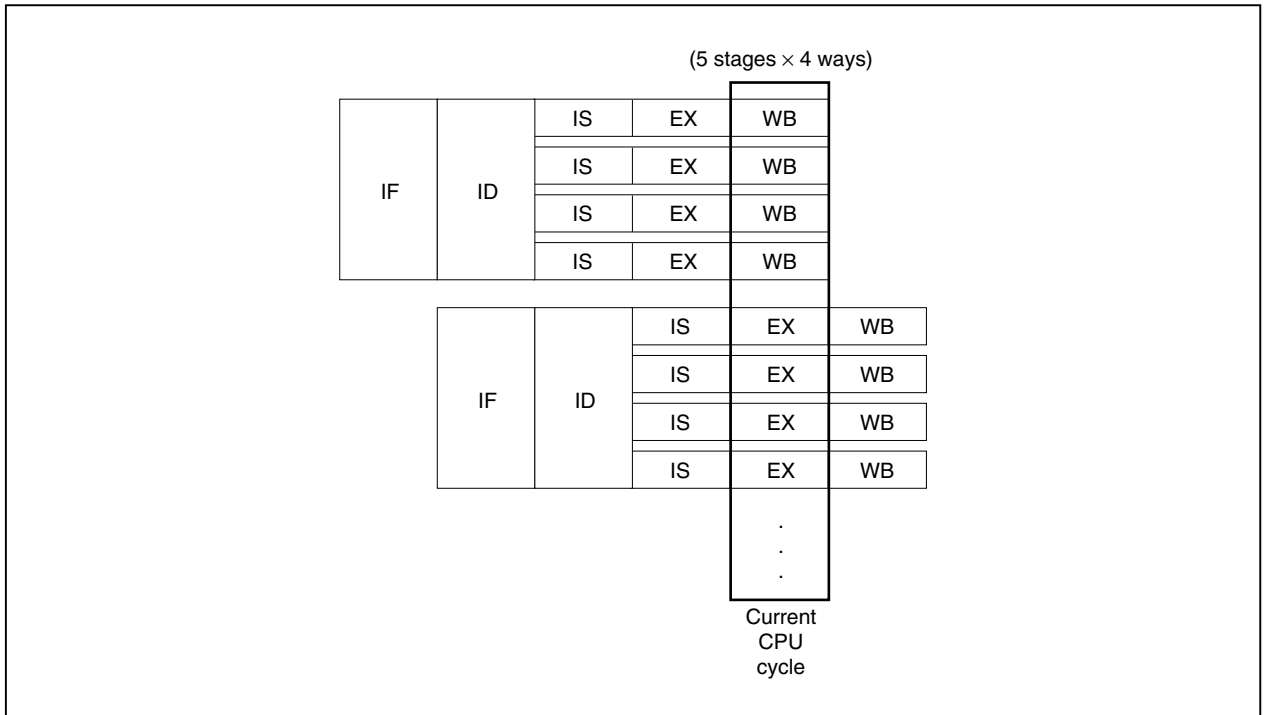 (5 stages × 4 ways)
IS EX WB
IS EX WB
IF ID
IS EX WB
IS EX WB
IS EX WB
IS EX WB
IF ID
IS EX WB
IS EX WB
.
.
.
Current
CPU
cycle